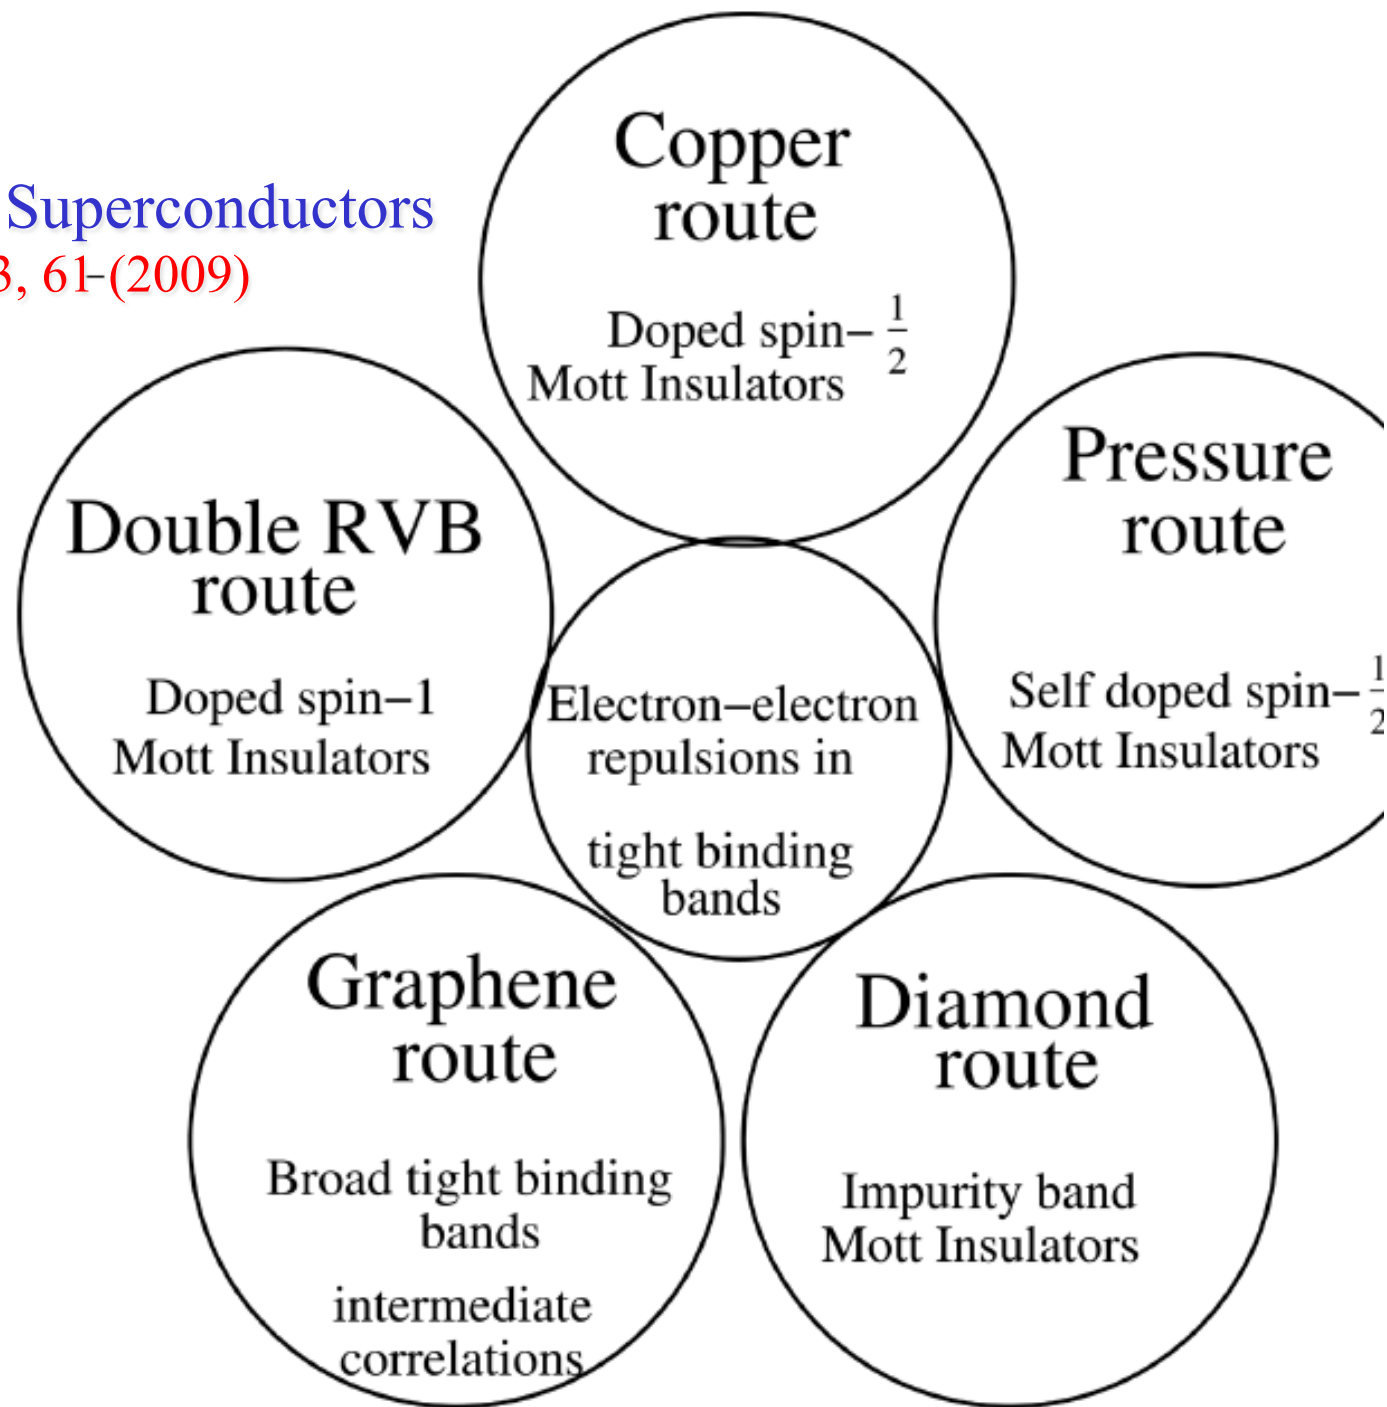 Superconductors
3, 61-(2009)
Copper
route
Doped spin– 1/2
Mott Insulators
Pressure
route
Self doped spin– 1/2
Mott Insulators
Double RVB
route
Doped spin–1
Mott Insulators
Electron–electron
repulsions in
tight binding
bands
Graphene
route
Broad tight binding
bands
intermediate
correlations
Diamond
route
Impurity band
Mott Insulators